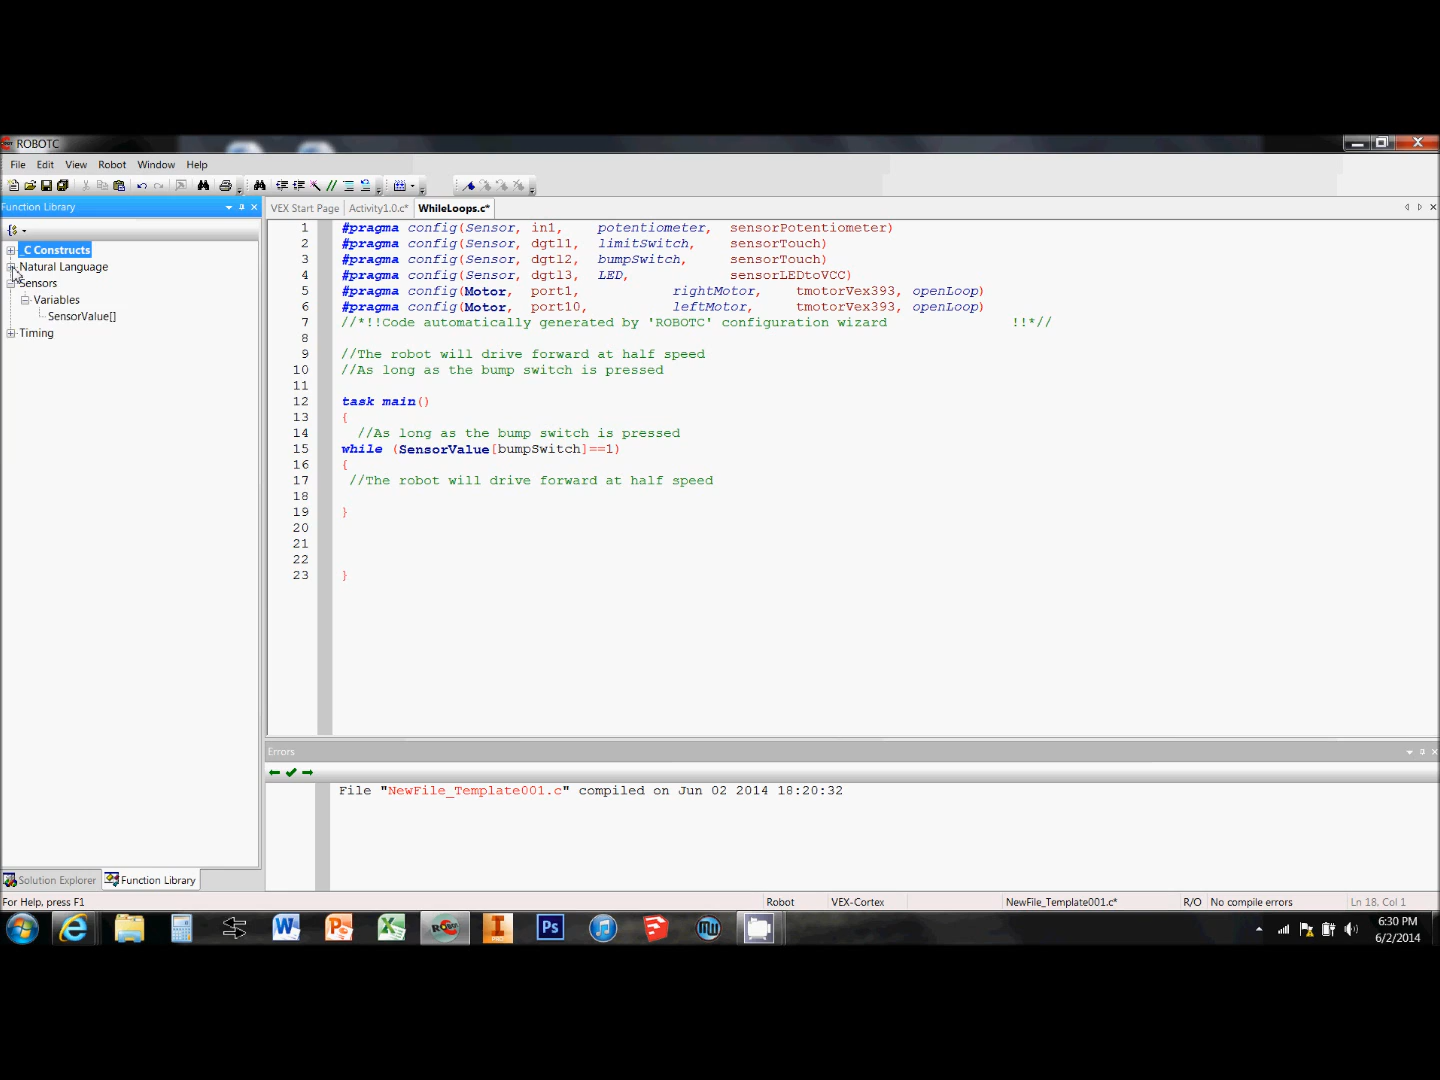 ROBOTC
File Edit View Robot Window Help
Function Library
VEX Start Page Activity1.0.c* WhileLoops.c*
_C Constructs
Natural Language
Sensors
Variables
SensorValue[]
Timing
1 #pragma config(Sensor, in1, potentiometer, sensorPotentiometer)
2 #pragma config(Sensor, dgtl1, limitSwitch, sensorTouch)
3 #pragma config(Sensor, dgtl2, bumpSwitch, sensorTouch)
4 #pragma config(Sensor, dgtl3, LED, sensorLEDtoVCC)
5 #pragma config(Motor, port1, rightMotor, tmotorVex393, openLoop)
6 #pragma config(Motor, port10, leftMotor, tmotorVex393, openLoop)
7 //*!!Code automatically generated by 'ROBOTC' configuration wizard !!*//
8
9 //The robot will drive forward at half speed
10 //As long as the bump switch is pressed
11
12 task main()
13 {
14 //As long as the bump switch is pressed
15 while (SensorValue[bumpSwitch]==1)
16 {
17 //The robot will drive forward at half speed
18
19 }
20
21
22
23 }
Errors
File "NewFile_Template001.c" compiled on Jun 02 2014 18:20:32
Solution Explorer Function Library
For Help, press F1 Robot VEX-Cortex NewFile_Template001.c* R/O No compile errors Ln 18, Col 1
6:30 PM
6/2/2014